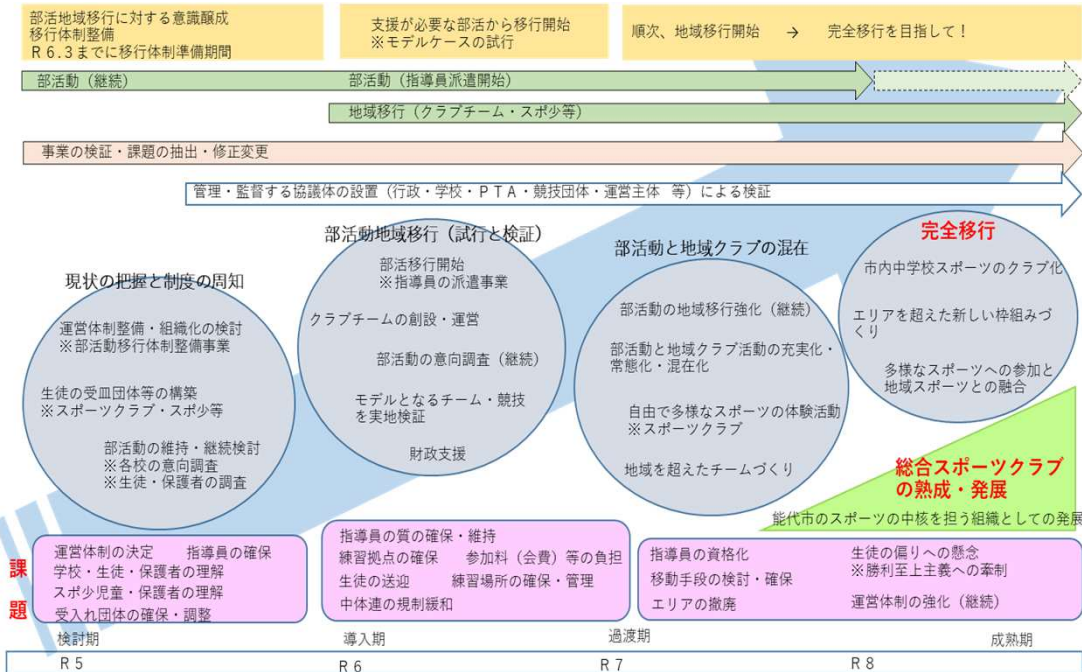 部活地域移行に対する意識醸成
移行体制整備
R6.3までに移行体制準備期間
支援が必要な部活から移行開始
※モデルケースの試行
順次、地域移行開始 → 完全移行を目指して！
部活動（継続）
部活動（指導員派遣開始）
地域移行（クラブチーム・スポ少等）
事業の検証・課題の抽出・修正変更
管理・監督する協議体の設置（行政・学校・PTA・競技団体・運営主体 等）による検証
現状の把握と制度の周知
運営体制整備・組織化の検討
※部活動移行体制整備事業
生徒の受皿団体等の構築
※スポーツクラブ・スポ少等
部活動の維持・継続検討
※各校の意向調査
※生徒・保護者の調査
部活動地域移行（試行と検証）
部活移行開始
※指導員の派遣事業
クラブチームの創設・運営
部活動の意向調査（継続）
モデルとなるチーム・競技
を実地検証
財政支援
部活動と地域クラブの混在
部活動の地域移行強化（継続）
部活動と地域クラブ活動の充実化・
常態化・混在化
自由で多様なスポーツの体験活動
※スポーツクラブ
地域を超えたチームづくり
完全移行
市内中学校スポーツのクラブ化
エリアを超えた新しい枠組みづ
くり
多様なスポーツへの参加と
地域スポーツとの融合
総合スポーツクラブ
の熟成・発展
能代市のスポーツの中核を担う組織としての発展
課
題
運営体制の決定 指導員の確保
学校・生徒・保護者の理解
スポ少児童・保護者の理解
受入れ団体の確保・調整
指導員の質の確保・維持
練習拠点の確保 参加料（会費）等の負担
生徒の送迎 練習場所の確保・管理
中体連の規制緩和
指導員の資格化
移動手段の検討・確保
エリアの撤廃
生徒の偏りへの懸念
※勝利至上主義への牽制
運営体制の強化（継続）
検討期
導入期
過渡期
成熟期
R5
R6
R7
R8